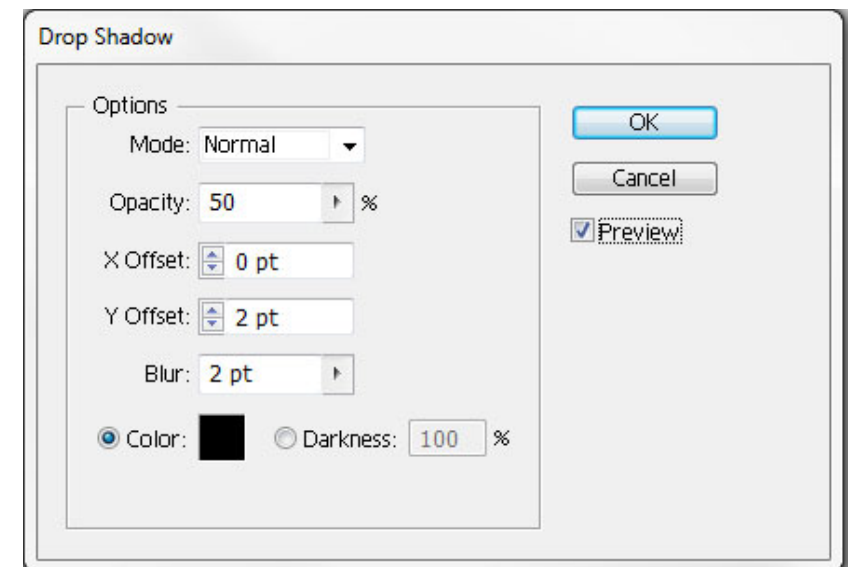 Drop Shadow
Options
Mode: Normal
Opacity: 50 %
X Offset: 0 pt
Y Offset: 2 pt
Blur: 2 pt
Color: Darkness: 100 %
OK
Cancel
Preview